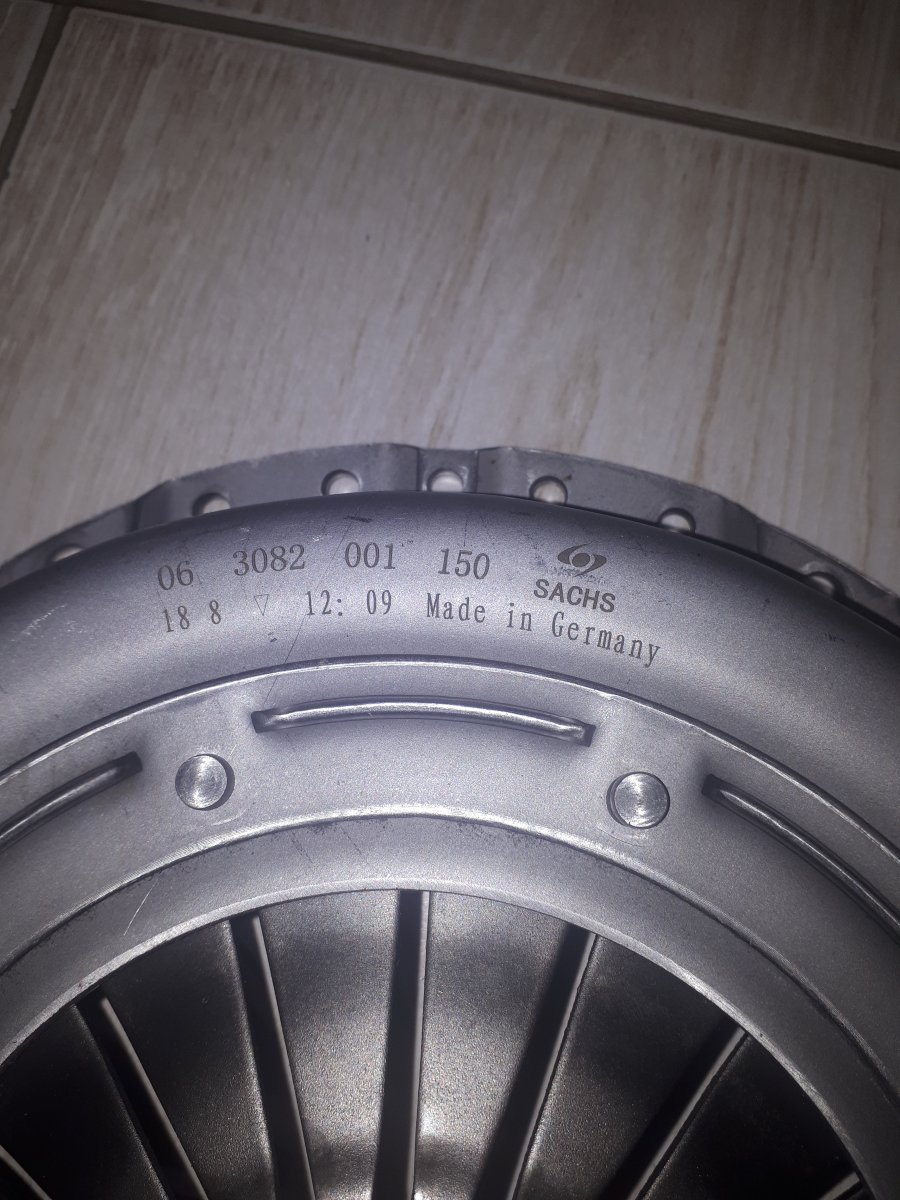 06 3082 001 150
SACHS
18 8 ▽ 12: 09 Made in Germany